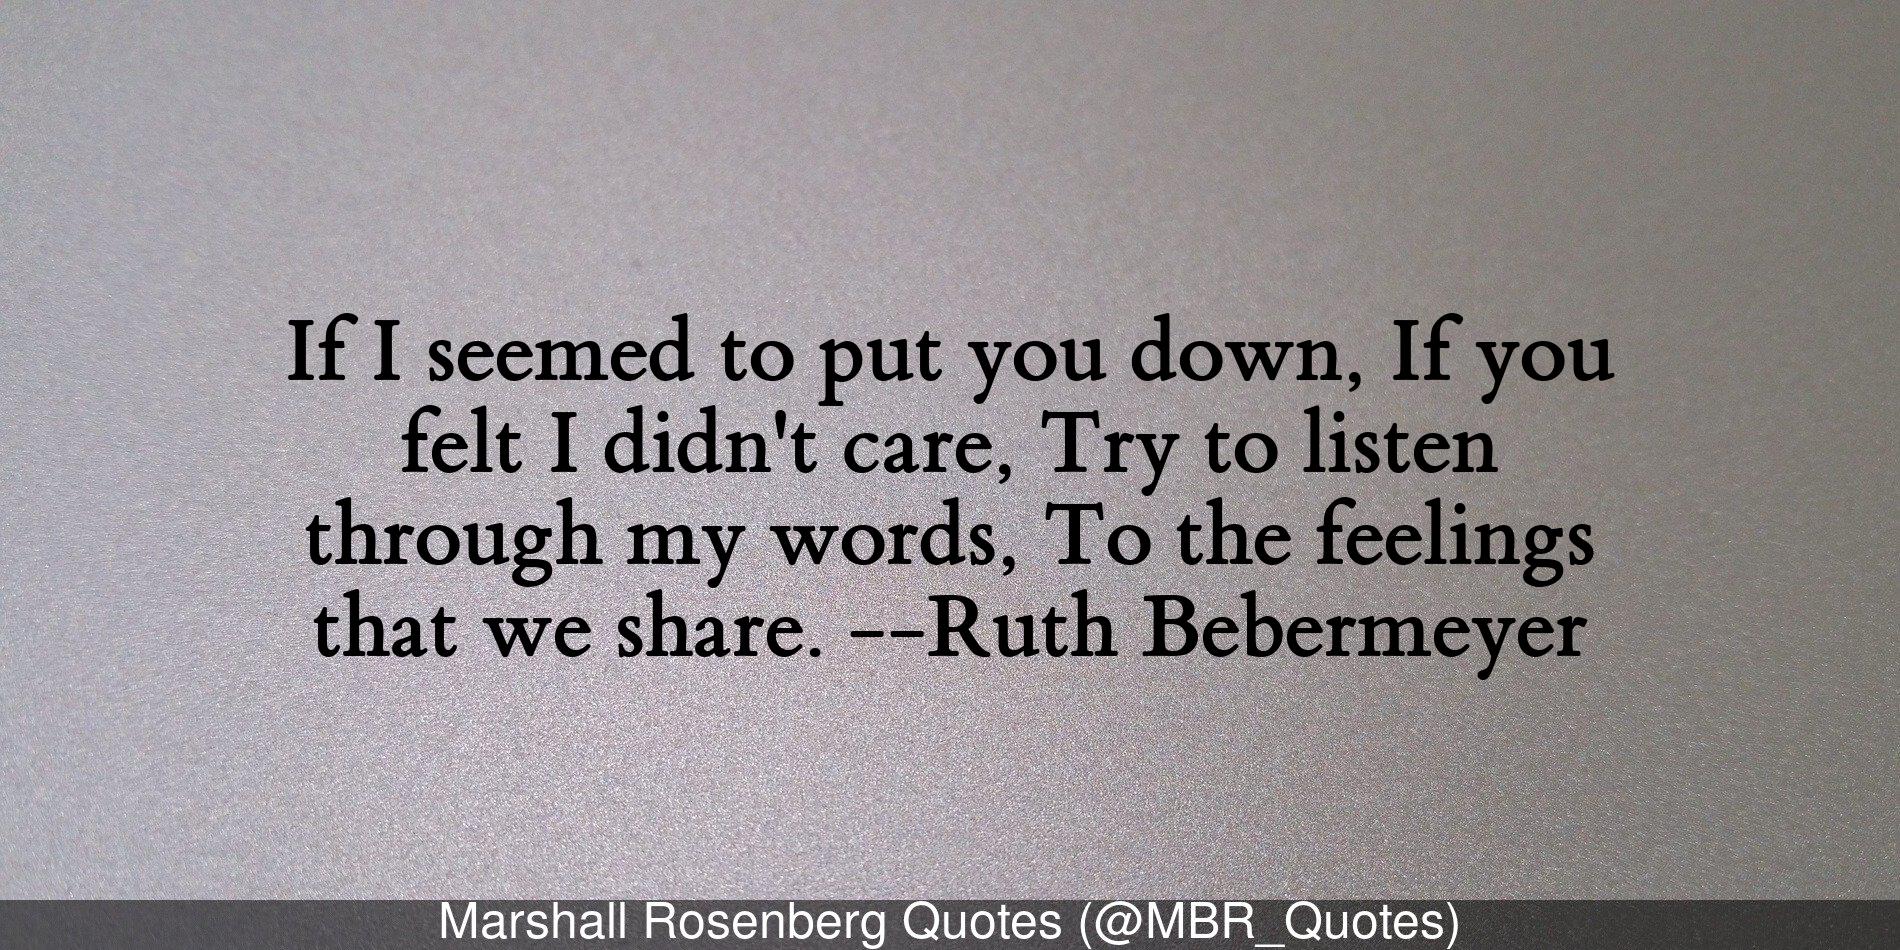 If I seemed to put you down, If you
felt I didn't care, Try to listen
through my words, To the feelings
that we share. --Ruth Bebermeyer
Marshall Rosenberg Quotes (@MBR_Quotes)